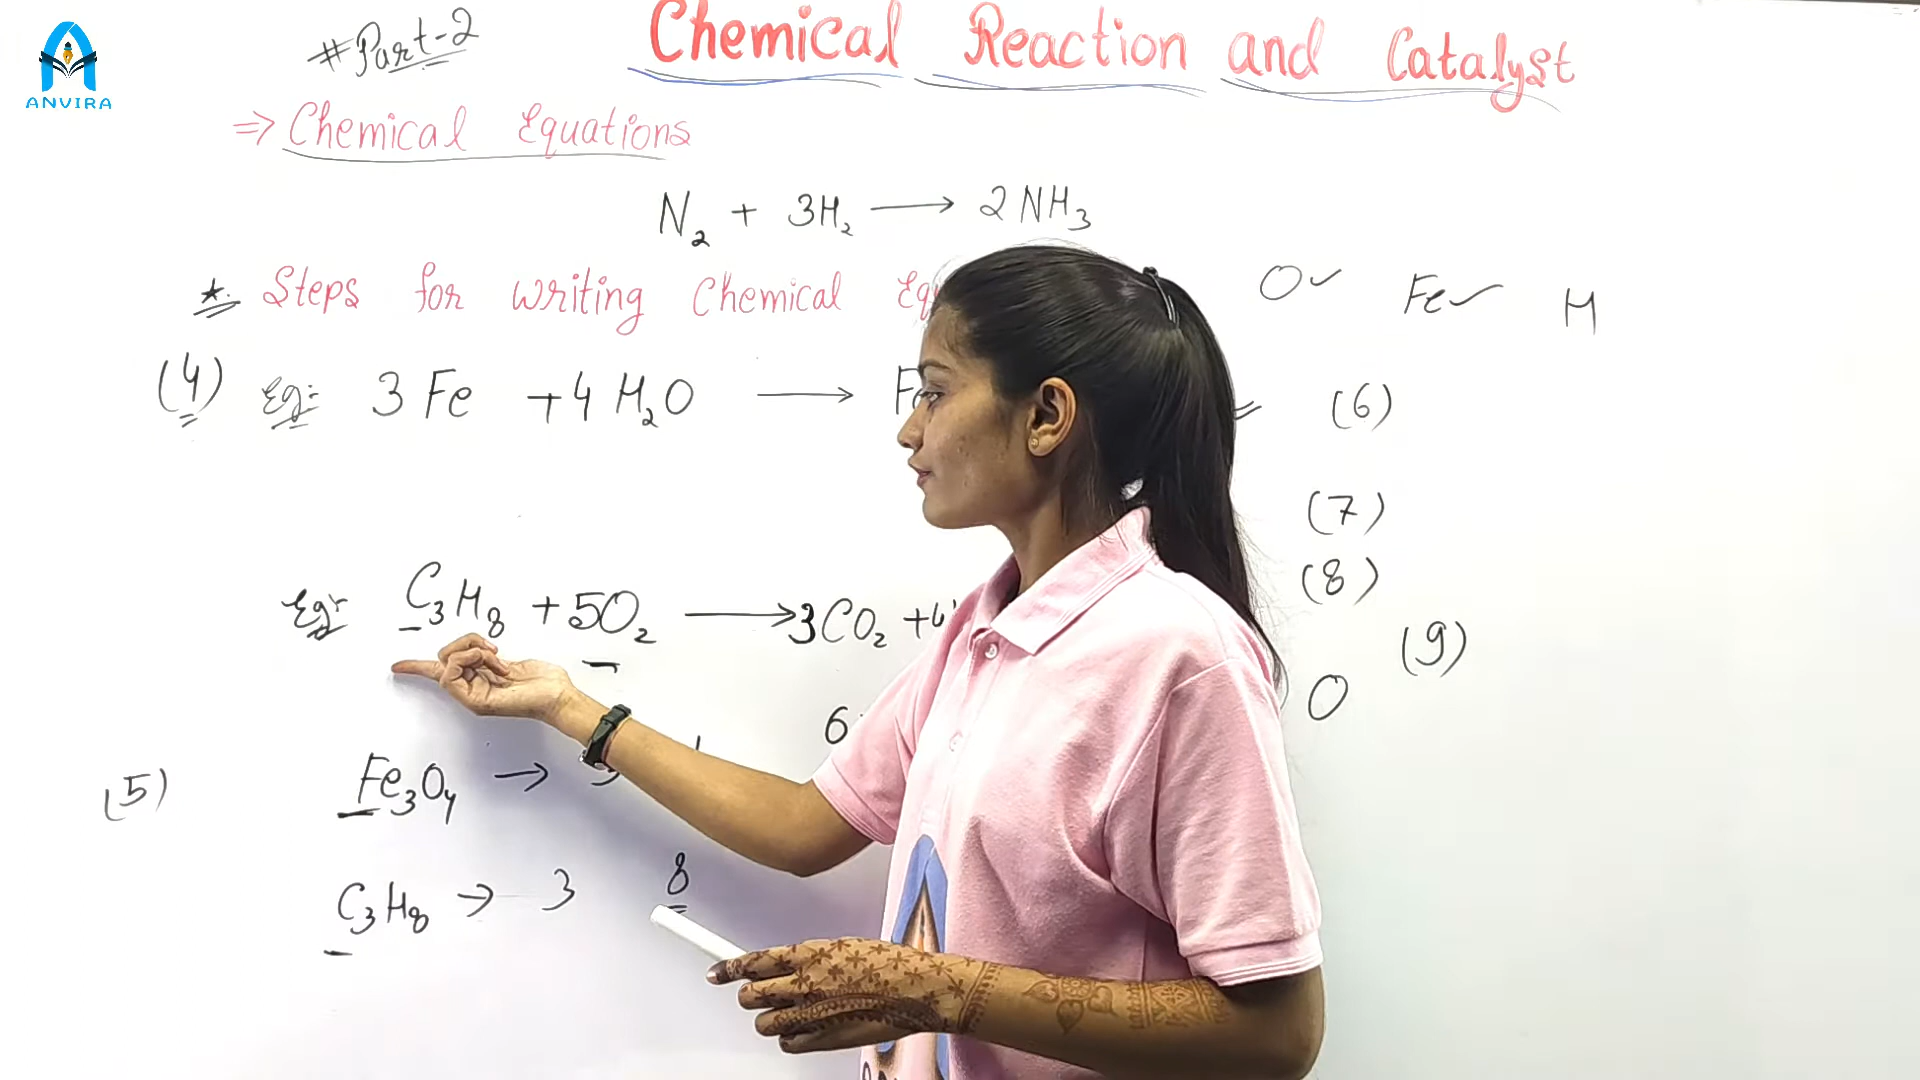 ANVIRA
#Part-2
Chemical Reaction and Catalyst
⇒ Chemical Equations
N₂ + 3H₂ ⟶ 2NH₃
* Steps for writing Chemical
O✓ Fe✓ H
(4) Eg:- 3 Fe + 4 H₂O ⟶ = (6)
(7)
(8)
Eg:- C₃H₈ + 5O₂ ⟶ 3CO₂ +
(9)
O
6
(5) Fe₃O₄ →
C₃H₈ → 3 8